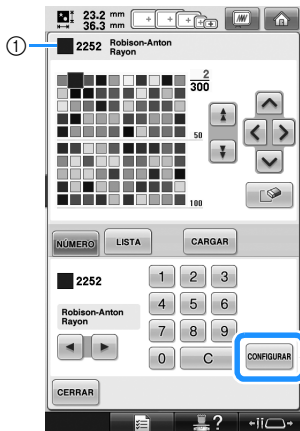 23.2 mm
36.3 mm
1
2252 Robison-Anton
Rayon
2
300
50
100
NÚMERO LISTA CARGAR
2252
Robison-Anton
Rayon
1 2 3
4 5 6
7 8 9
0 C CONFIGURAR
CERRAR
?